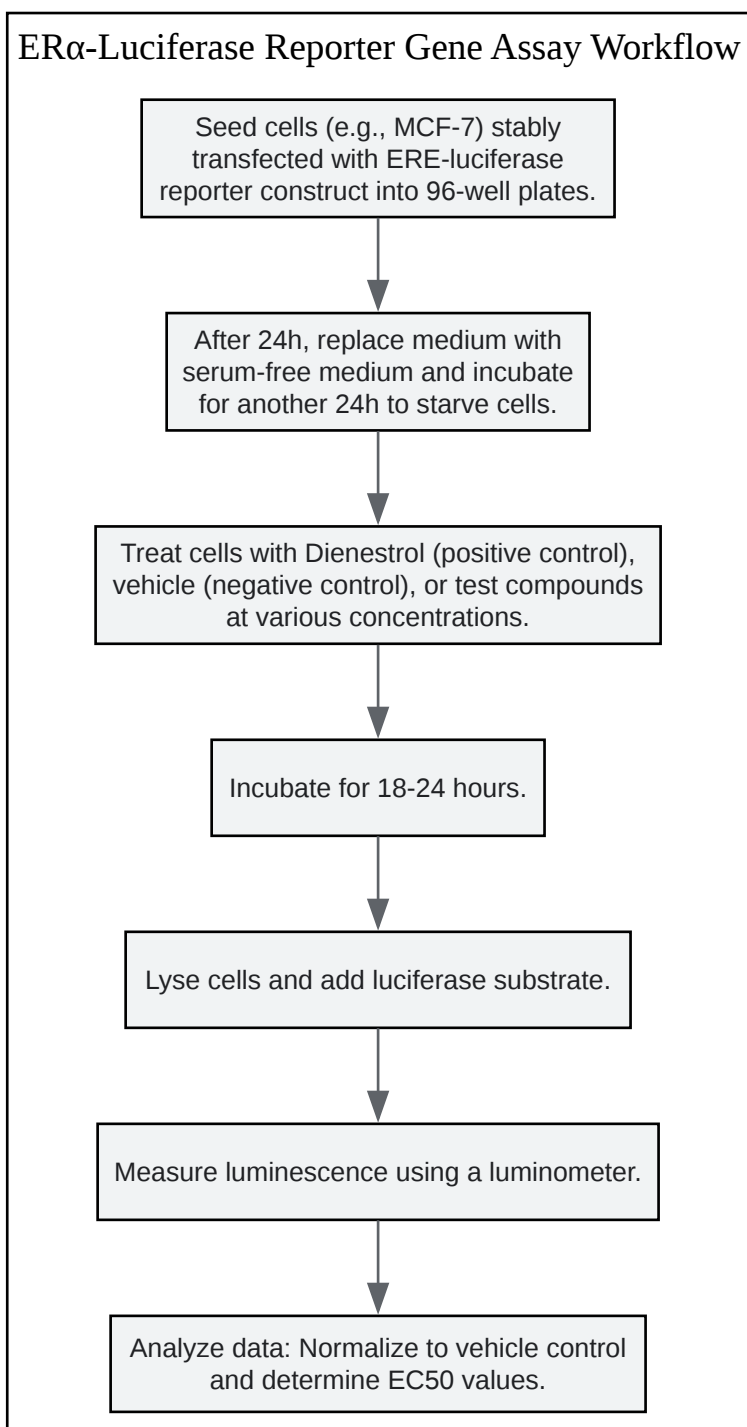 ERα-Luciferase Reporter Gene Assay Workflow
Seed cells (e.g., MCF-7) stably
transfected with ERE-luciferase
reporter construct into 96-well plates.
After 24h, replace medium with
serum-free medium and incubate
for another 24h to starve cells.
Treat cells with Dienestrol (positive control),
vehicle (negative control), or test compounds
at various concentrations.
Incubate for 18-24 hours.
Lyse cells and add luciferase substrate.
Measure luminescence using a luminometer.
Analyze data: Normalize to vehicle control
and determine EC50 values.